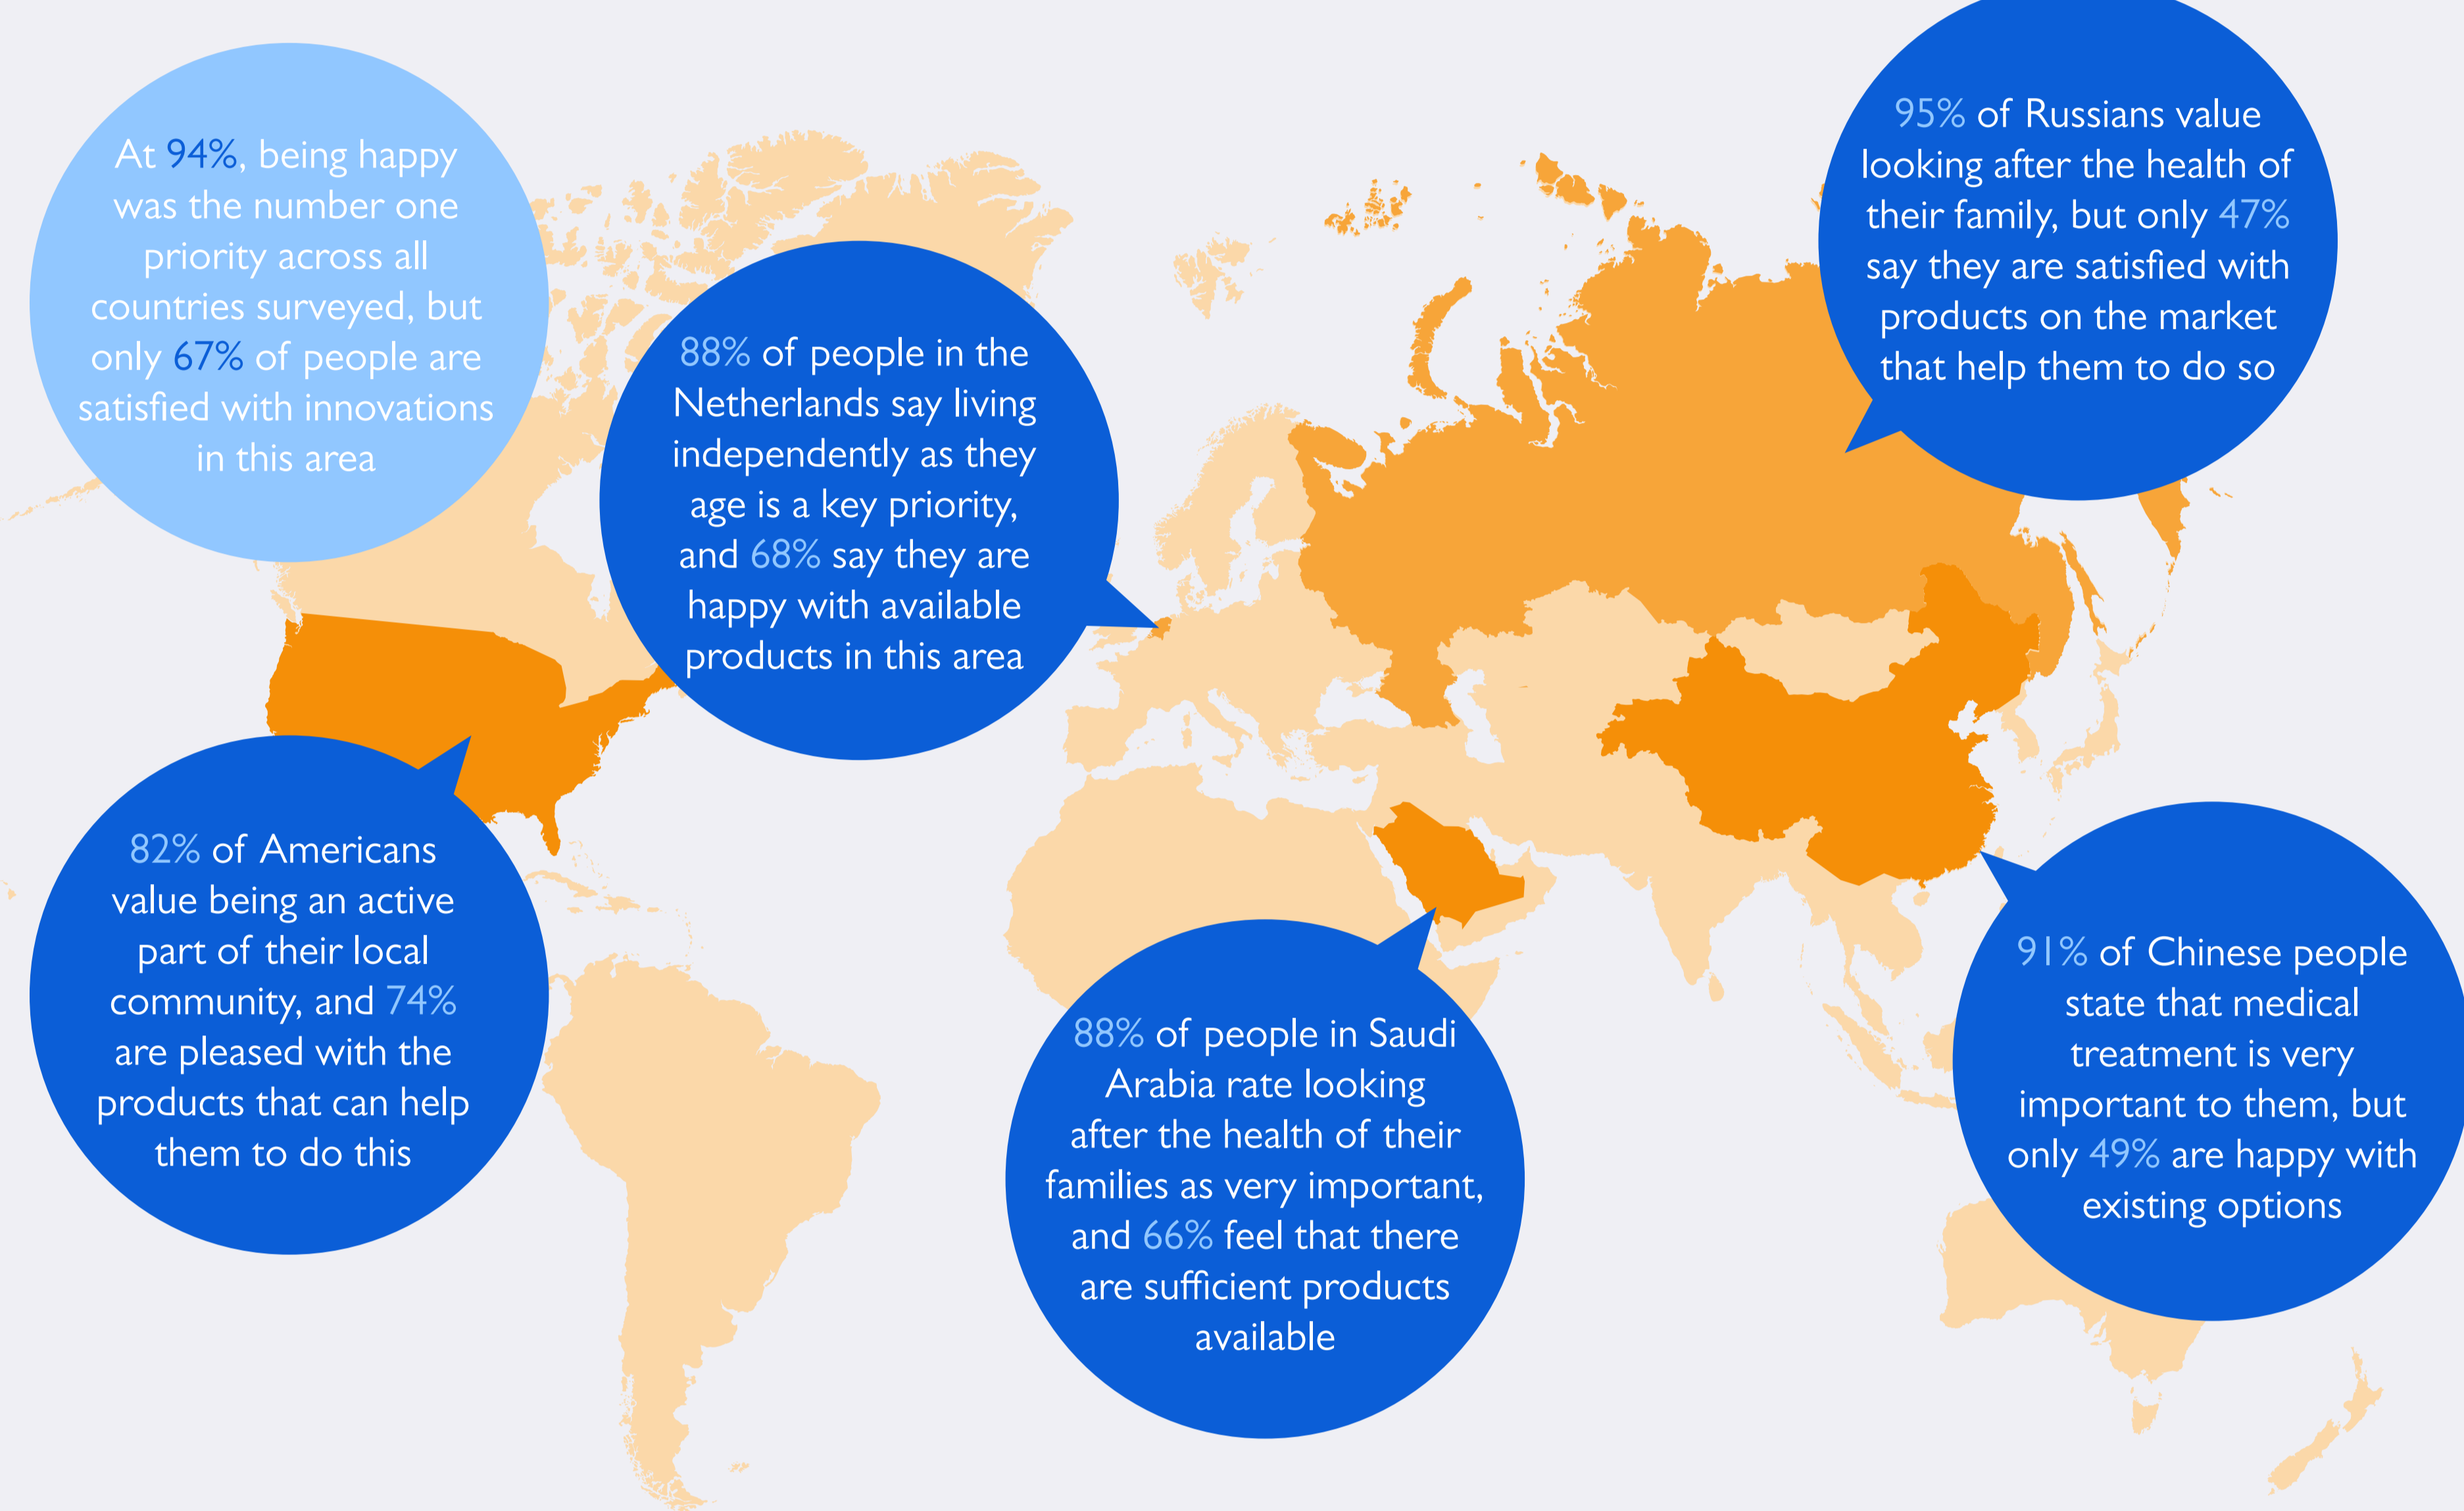 At 94%, being happy
was the number one
priority across all
countries surveyed, but
only 67% of people are
satisfied with innovations
in this area
88% of people in the
Netherlands say living
independently as they
age is a key priority,
and 68% say they are
happy with available
products in this area
95% of Russians value
looking after the health of
their family, but only 47%
say they are satisfied with
products on the market
that help them to do so
82% of Americans
value being an active
part of their local
community, and 74%
are pleased with the
products that can help
them to do this
88% of people in Saudi
Arabia rate looking
after the health of their
families as very important,
and 66% feel that there
are sufficient products
available
91% of Chinese people
state that medical
treatment is very
important to them, but
only 49% are happy with
existing options